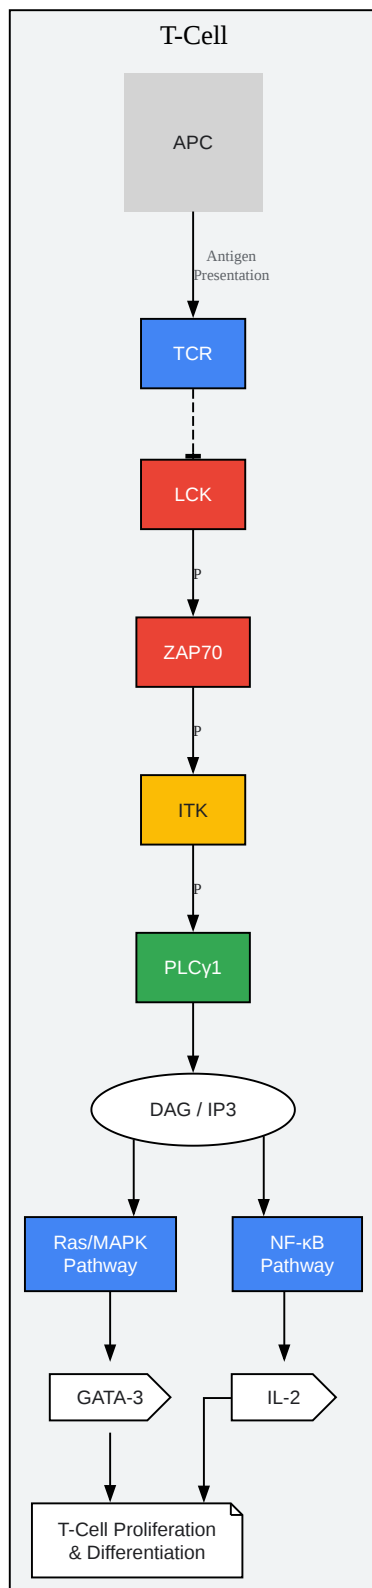 T-Cell
APC
Antigen
Presentation
TCR
LCK
P
ZAP70
P
ITK
P
PLCγ1
DAG / IP3
Ras/MAPK
Pathway
NF-κB
Pathway
GATA-3
IL-2
T-Cell Proliferation
& Differentiation